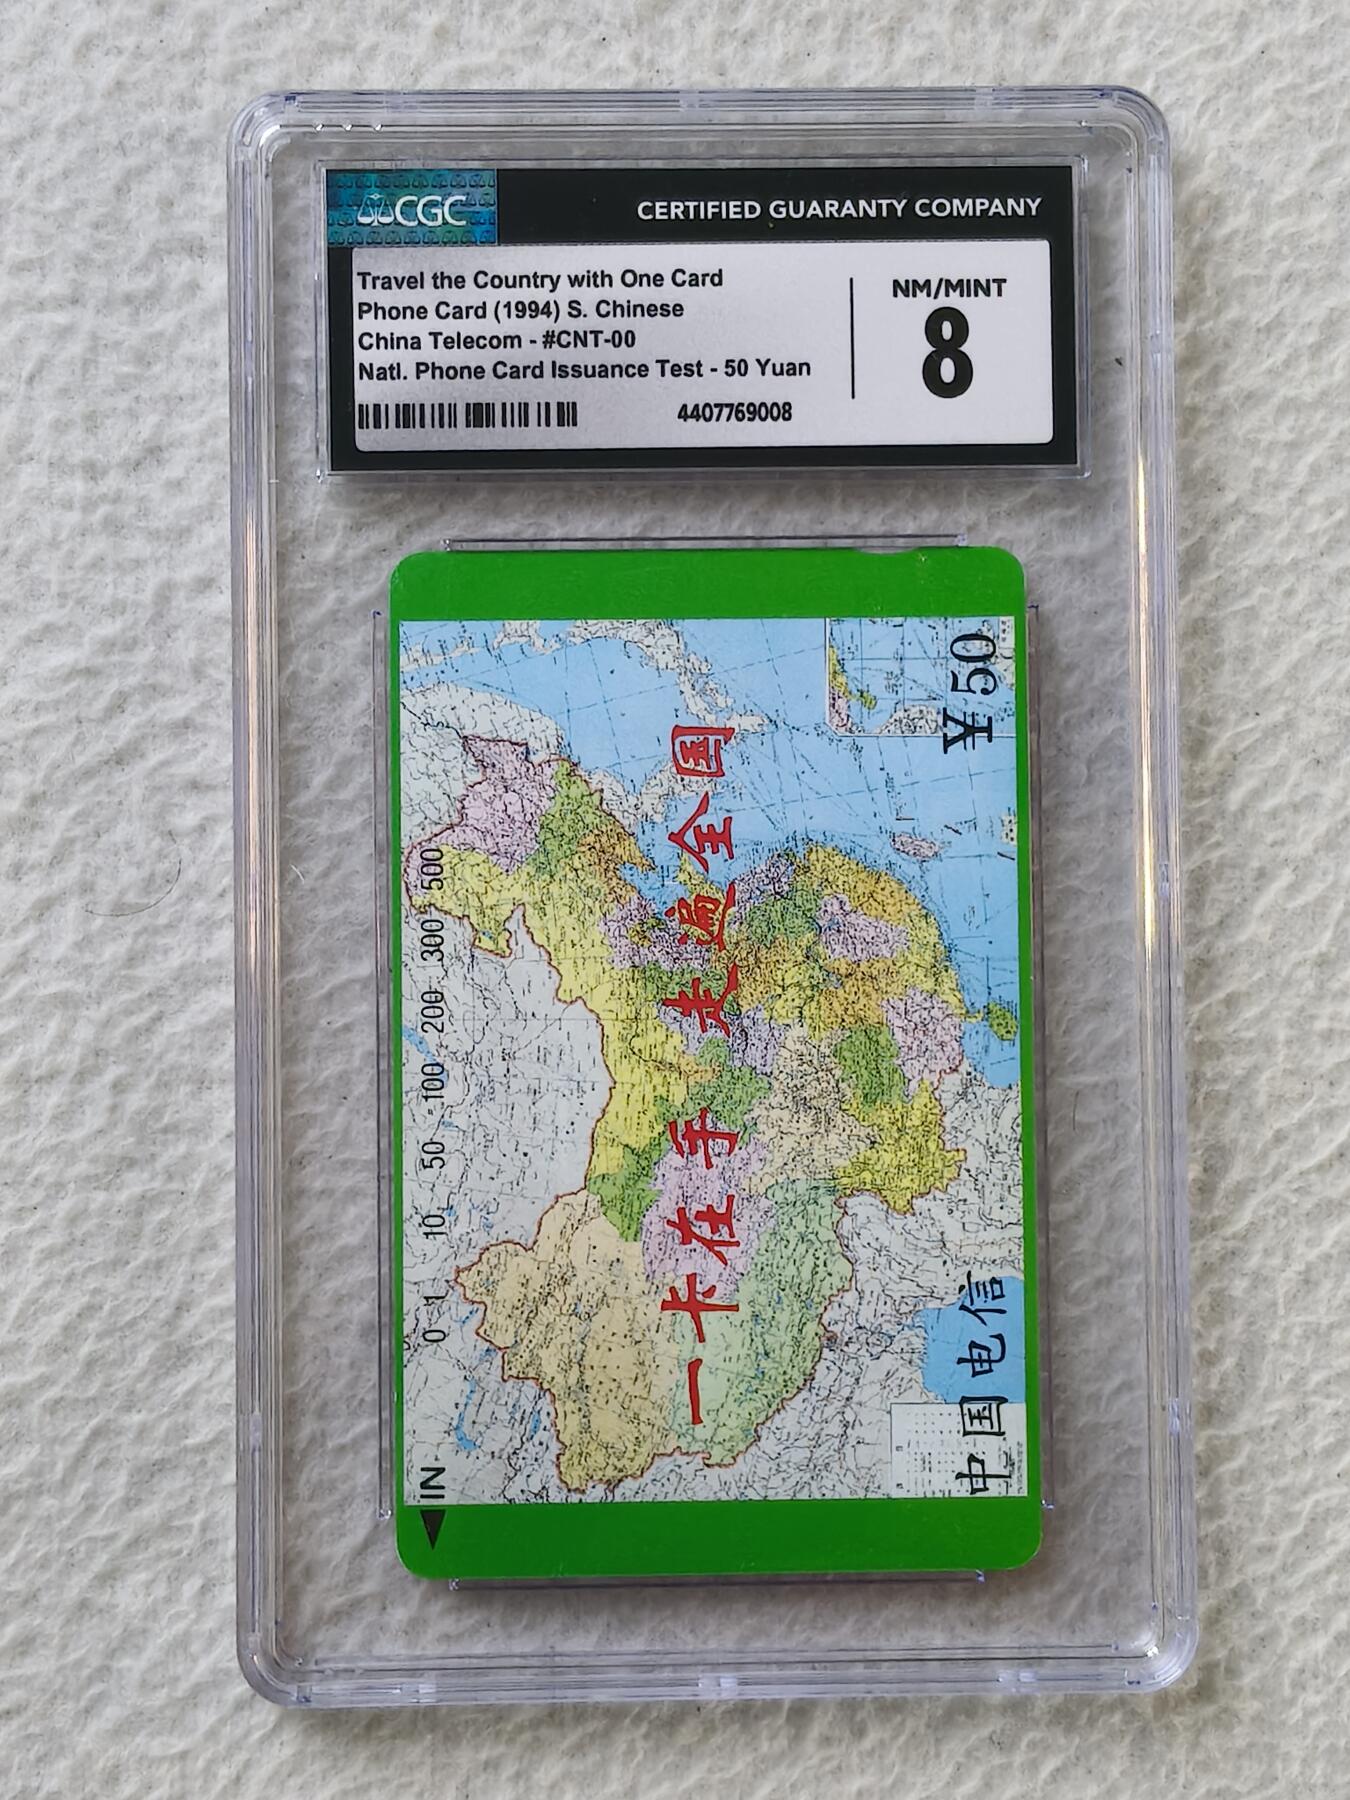 CGC
CERTIFIED GUARANTY COMPANY
Travel the Country with One Card
Phone Card (1994) S. Chinese
China Telecom - #CNT-00
Natl. Phone Card Issuance Test - 50 Yuan
4407769008
NM/MINT
8
IN
0 1 10 50 100 200 300 500
一卡在手走遍全国
中国电信
¥50